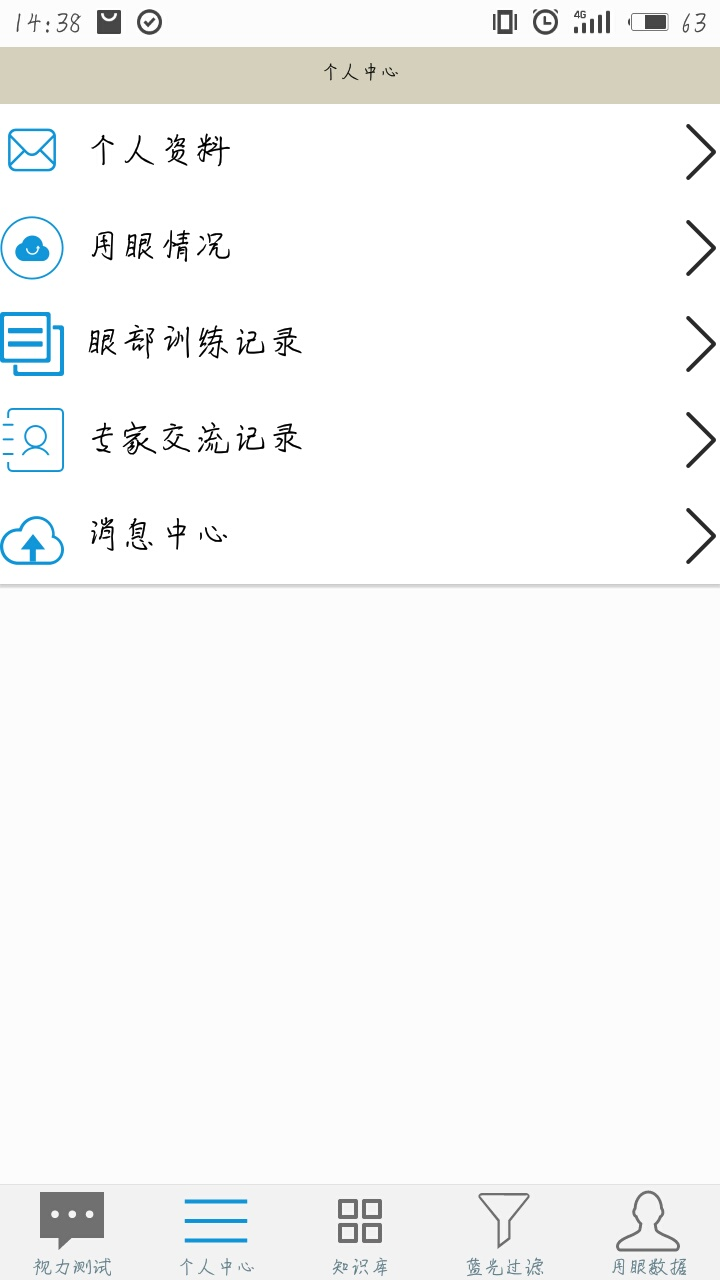 14:38 4G 63
个人中心
个人资料
用眼情况
眼部训练记录
专家交流记录
消息中心
视力测试 个人中心 知识库 蓝光过滤 用眼数据